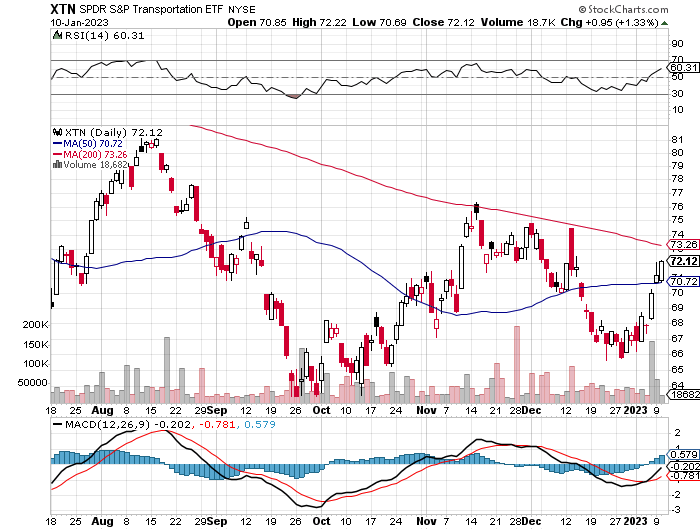 XTN SPDR S&P Transportation ETF NYSE © StockCharts.com
10-Jan-2023 Open 70.85 High 72.22 Low 70.69 Close 72.12 Volume 18.7K Chg +0.95 (+1.33%)
RSI(14) 60.31
90
70
60.31
50
30
10
XTN (Daily) 72.12
MA(50) 70.72
MA(200) 73.26
Volume 18,682
81
80
79
78
77
76
75
74
73.26
72.12
71
70.72
70
69
68
67
66
65
64
18682
200K
150K
100K
50000
18 25 Aug 8 15 22 29 Sep 12 19 26 Oct 10 17 24 Nov 7 14 21 28 Dec 12 19 27 2023 9
MACD(12,26,9) -0.202, -0.781, 0.579
3
2
1
0.579
-0.202
-0.781
-2
-3
18 25 Aug 8 15 22 29 Sep 12 19 26 Oct 10 17 24 Nov 7 14 21 28 Dec 12 19 27 2023 9